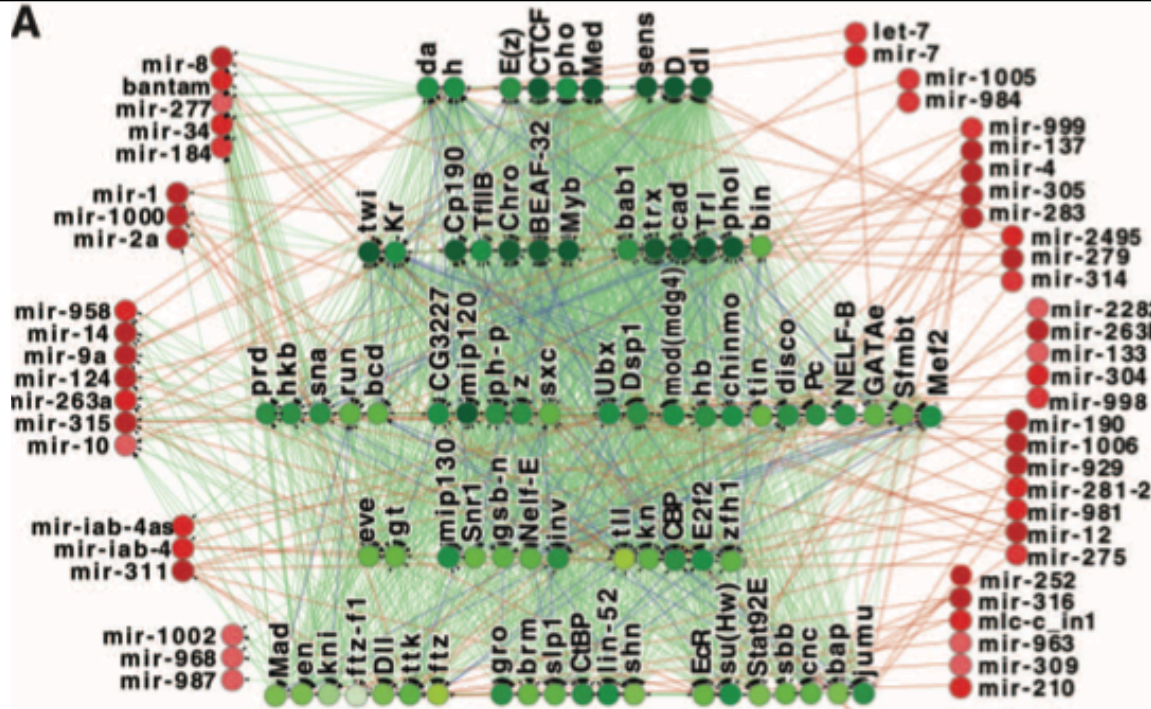 A
da
h
E(z)
CTCF
pho
Med
sens
D
dl
let-7
mir-7
mir-8
bantam
mir-277
mir-34
mir-184
mir-1005
mir-984
mir-999
mir-137
mir-4
mir-305
mir-283
mir-1
mir-1000
mir-2a
twi
Kr
Cp190
TfIIB
Chro
BEAF-32
Myb
bab1
trx
cad
Trl
phol
bin
mir-2495
mir-279
mir-314
mir-958
mir-14
mir-9a
mir-124
mir-263a
mir-315
mir-10
prd
hkb
sna
run
bcd
CG3227
mip120
ph-p
z
sxc
Ubx
Dsp1
mod(mdg4)
hb
chinmo
tin
disco
Pc
NELF-B
GATAe
Sfmbt
Mef2
mir-133
mir-304
mir-998
mir-190
mir-1006
mir-929
mir-281-2
mir-981
mir-12
mir-275
mir-iab-4as
mir-iab-4
mir-311
eve
gt
mip130
Snr1
gsb-n
Nelf-E
inv
tll
kn
CBP
E2f2
zfh1
mir-252
mir-316
mlc-c_in1
mir-963
mir-309
mir-210
mir-1002
mir-968
mir-987
Mad
en
kni
ftz-f1
Dll
ttk
ftz
gro
brm
slp1
CtBP
lin-52
shn
EcR
su(Hw)
Stat92E
sbb
cnc
bap
jumu